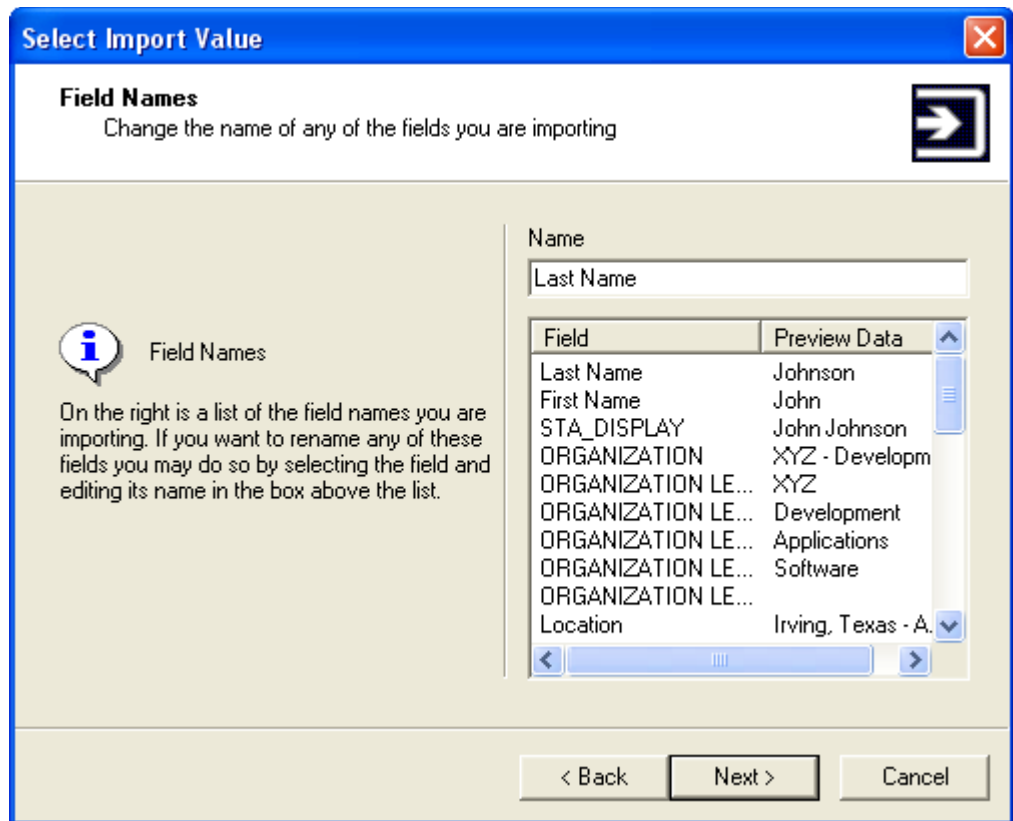 Select Import Value
Field Names
Change the name of any of the fields you are importing
Name
Last Name
Field Names
On the right is a list of the field names you are
importing. If you want to rename any of these
fields you may do so by selecting the field and
editing its name in the box above the list.
Field Preview Data
Last Name Johnson
First Name John
STA_DISPLAY John Johnson
ORGANIZATION XYZ - Developm
ORGANIZATION LE... XYZ
ORGANIZATION LE... Development
ORGANIZATION LE... Applications
ORGANIZATION LE... Software
ORGANIZATION LE...
Location Irving, Texas - A.
< Back Next > Cancel